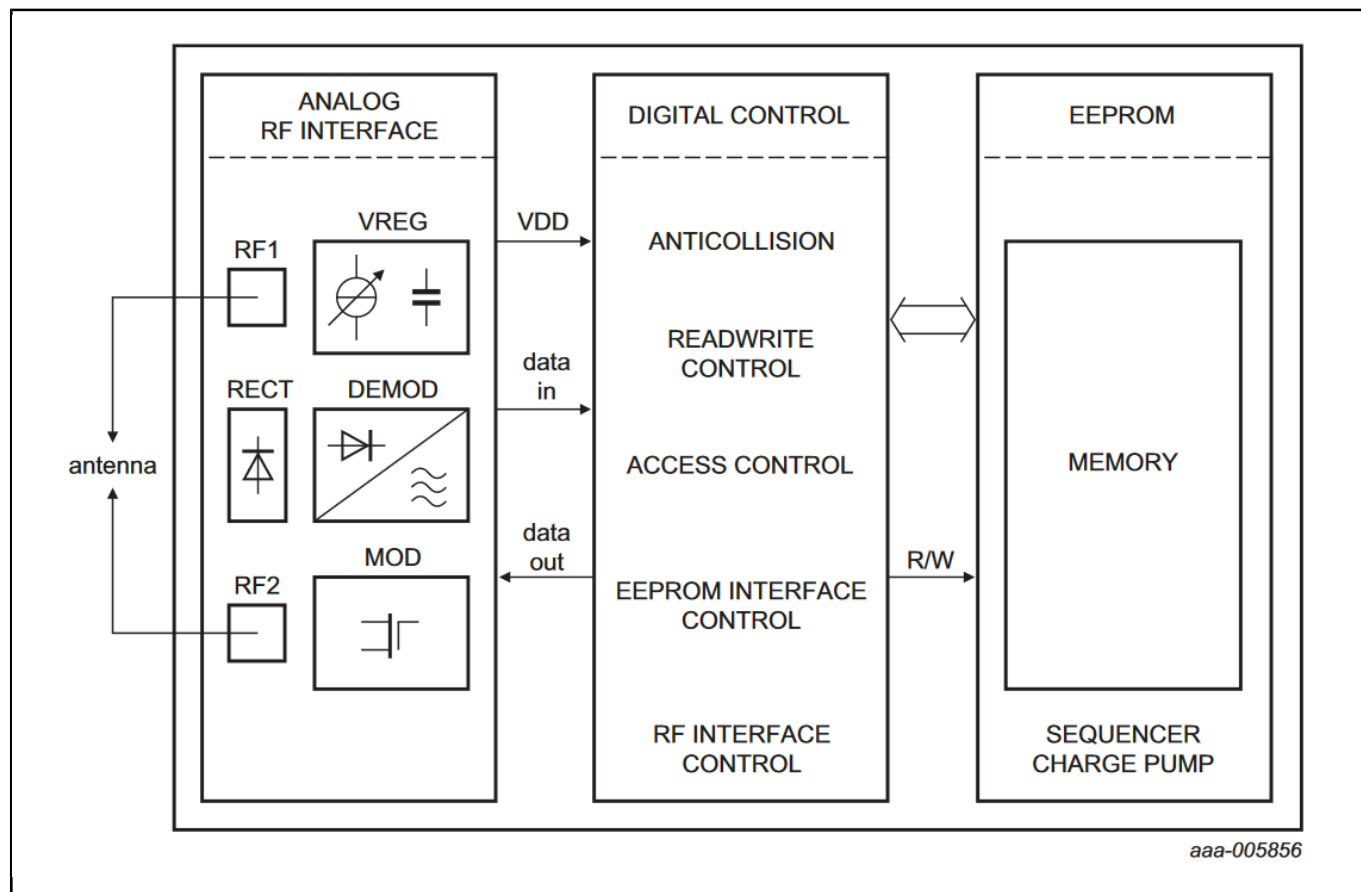 ANALOG
RF INTERFACE
VREG
RF1
RECT
DEMOD
antenna
MOD
RF2
VDD
data
in
data
out
DIGITAL CONTROL
ANTICOLLISION
READWRITE
CONTROL
ACCESS CONTROL
EEPROM INTERFACE
CONTROL
RF INTERFACE
CONTROL
R/W
EEPROM
MEMORY
SEQUENCER
CHARGE PUMP
aaa-005856